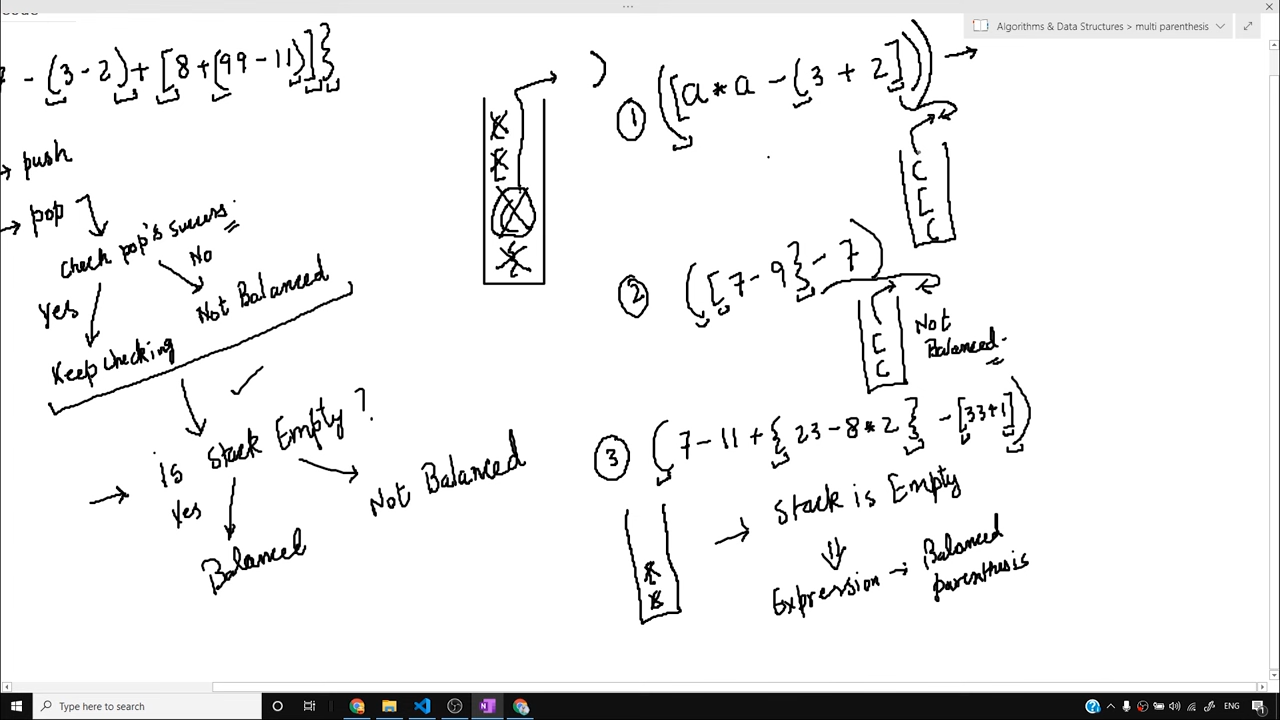 Algorithms & Data Structures > multi parenthesis
- (3 - 2) + [8 + (99 - 11)]}
→ push
→ pop
check pop's success.
No
Not Balanced
Yes
Keep checking
is Stack Empty ?
Yes
Not Balanced
Balanced
)
① ([a * a - (3 + 2])) →
(
[
(
② ([7 - 9} - 7)
[
(
Not
Balanced.
③ (7 - 11 + {23 - 8 * 2} - [33+1])
→ Stack is Empty
⇓
Expression → Balanced
parenthesis
Type here to search
ENG